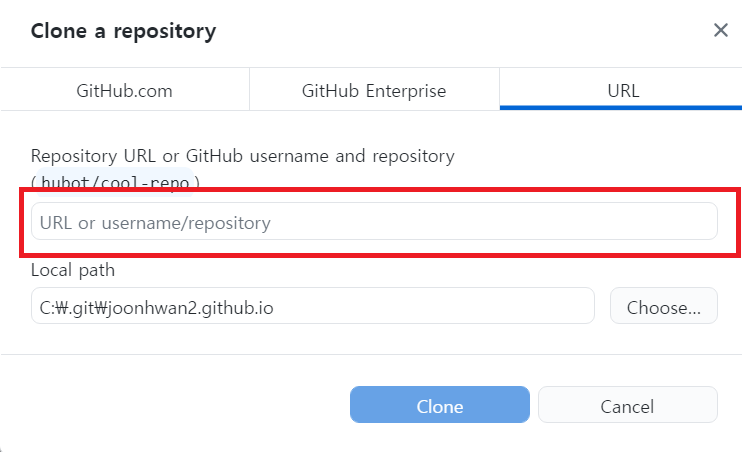 Clone a repository
GitHub.com
GitHub Enterprise
URL
Repository URL or GitHub username and repository
(hubot/cool-repo)
URL or username/repository
Local path
C:₩.git₩joonhwan2.github.io
Choose...
Clone
Cancel